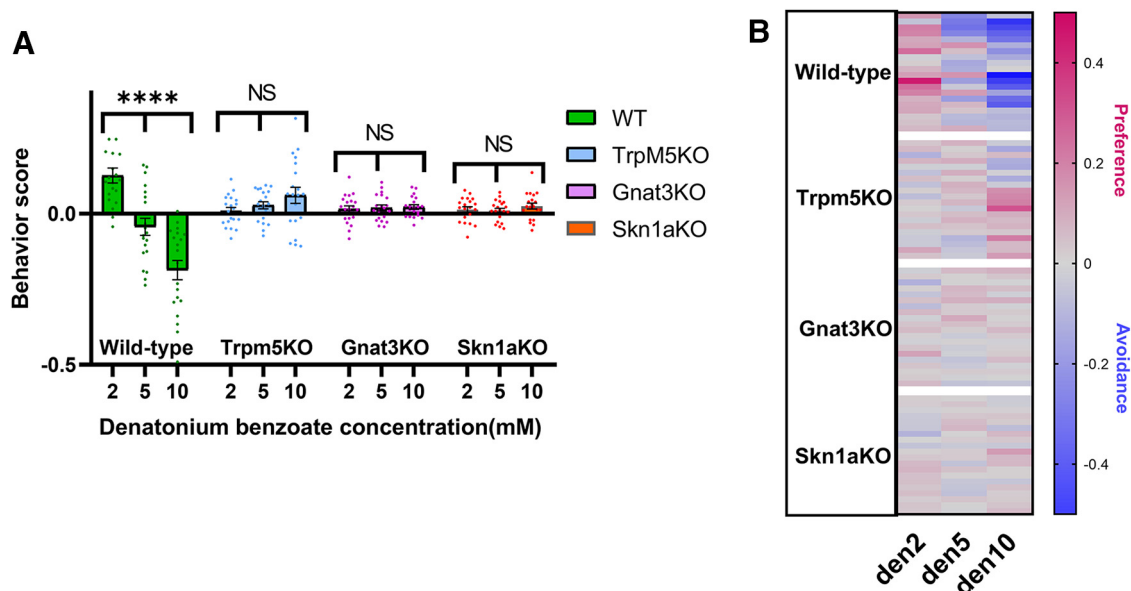 A
Behavior score
0.0
-0.5
****
NS
NS
NS
Wild-type
Trpm5KO
Gnat3KO
Skn1aKO
2 5 10 2 5 10 2 5 10 2 5 10
Denatonium benzoate concentration(mM)
WT
TrpM5KO
Gnat3KO
Skn1aKO
B
Wild-type
Trpm5KO
Gnat3KO
Skn1aKO
den2
den5
den10
0.4
0.2
0
-0.2
-0.4
Preference
Avoidance